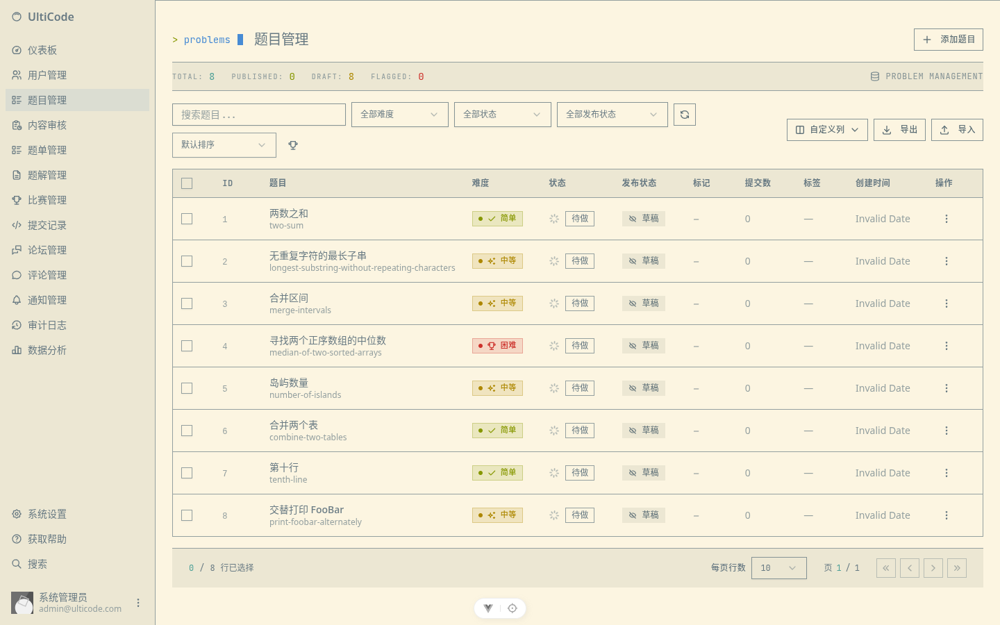 UltiCode
仪表板
用户管理
题目管理
内容审核
题单管理
题解管理
比赛管理
提交记录
论坛管理
评论管理
通知管理
审计日志
数据分析
系统设置
获取帮助
搜索
系统管理员
admin@ulticode.com
> problems 题目管理
添加题目
TOTAL: 8 PUBLISHED: 0 DRAFT: 8 FLAGGED: 0
PROBLEM MANAGEMENT
搜索题目... 全部难度 全部状态 全部发布状态
默认排序
自定义列 导出 导入
ID 题目 难度 状态 发布状态 标记 提交数 标签 创建时间 操作
1 两数之和 简单 待做 草稿 – 0 — Invalid Date
two-sum
2 无重复字符的最长子串 中等 待做 草稿 – 0 — Invalid Date
longest-substring-without-repeating-characters
3 合并区间 中等 待做 草稿 – 0 — Invalid Date
merge-intervals
4 寻找两个正序数组的中位数 困难 待做 草稿 – 0 — Invalid Date
median-of-two-sorted-arrays
5 岛屿数量 中等 待做 草稿 – 0 — Invalid Date
number-of-islands
6 合并两个表 简单 待做 草稿 – 0 — Invalid Date
combine-two-tables
7 第十行 简单 待做 草稿 – 0 — Invalid Date
tenth-line
8 交替打印 FooBar 中等 待做 草稿 – 0 — Invalid Date
print-foobar-alternately
0 / 8 行已选择
每页行数 10
页 1 / 1